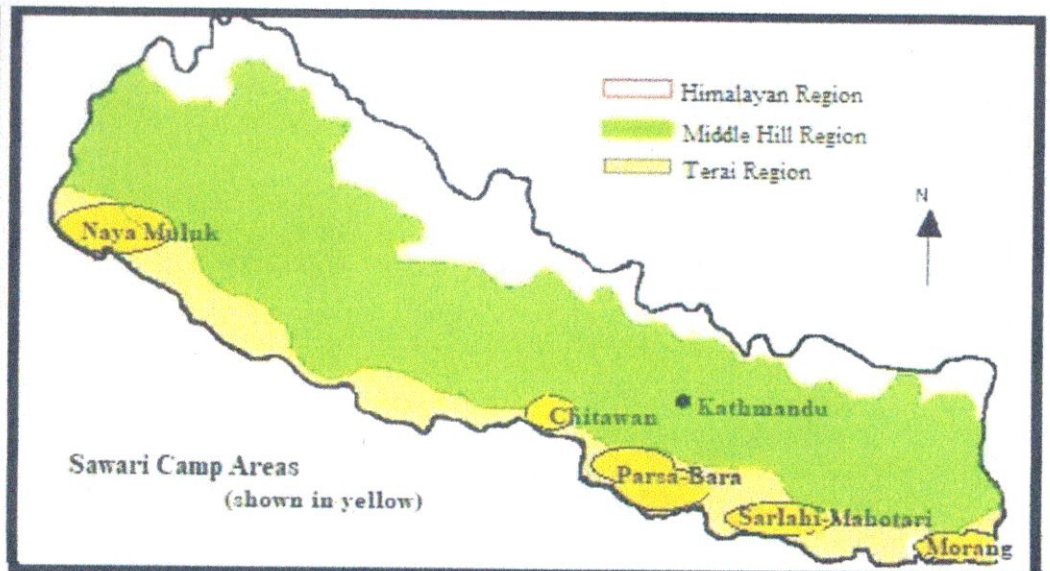 Himalayan Region
Middle Hill Region
Terai Region
N
Naya Muluk
Chitawan
Kathmandu
Parsa-Bara
Sarlahi-Mahotari
Morang
Sawari Camp Areas
(shown in yellow)